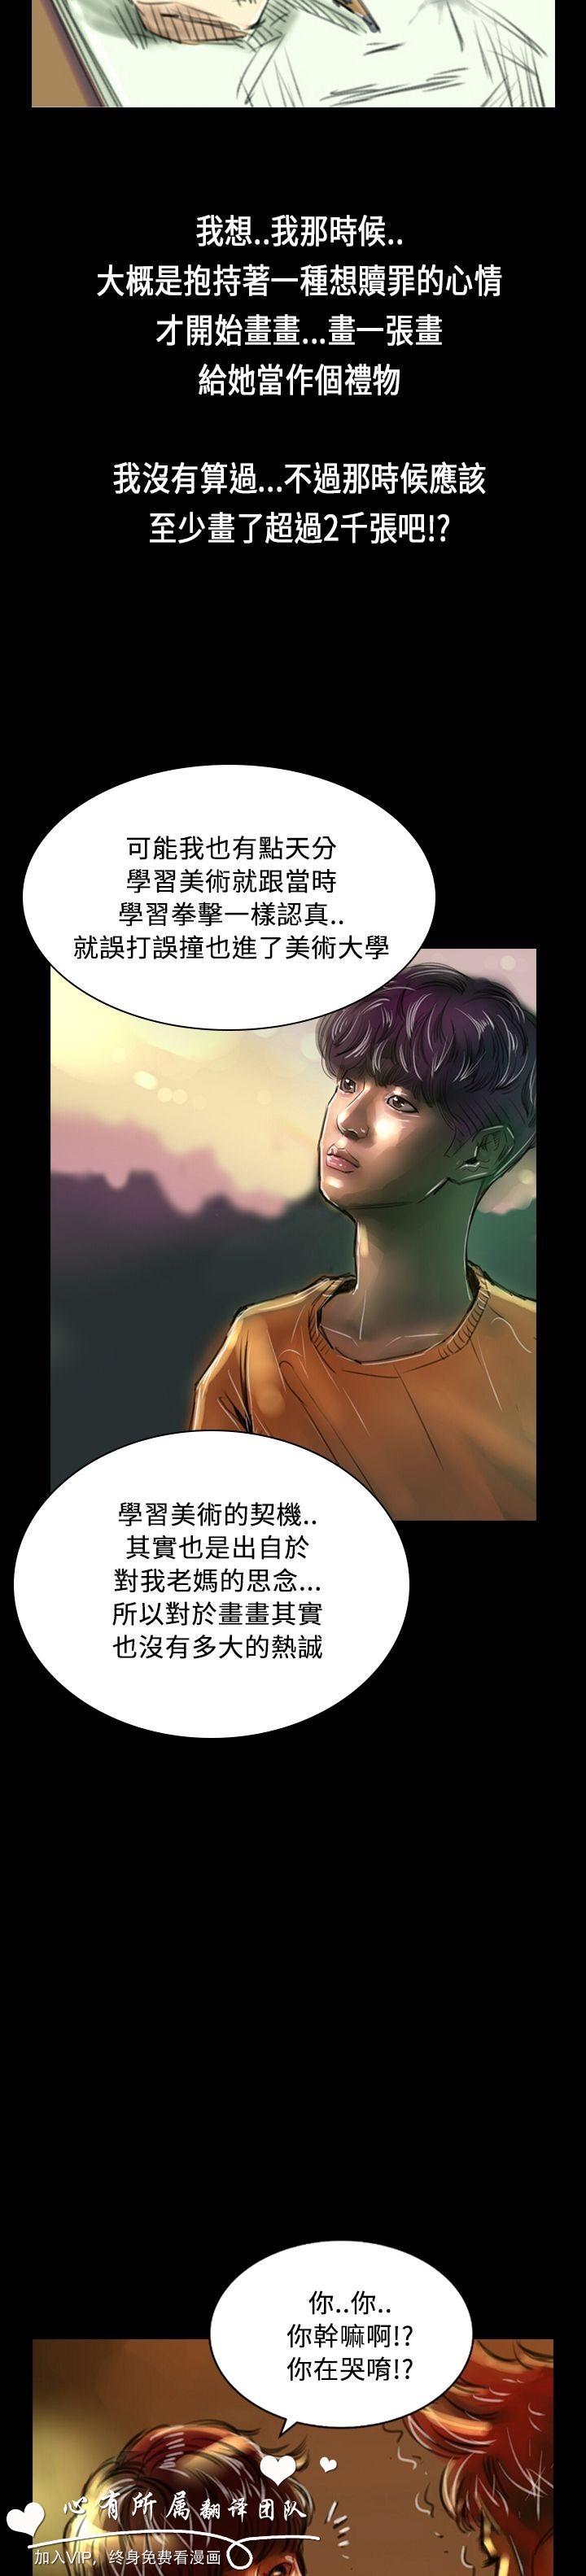 我想..我那時候..
大概是抱持著一種想贖罪的心情
才開始畫畫...畫一張畫
給她當作個禮物
我沒有算過...不過那時候應該
至少畫了超過2千張吧!?
可能我也有點天分
學習美術就跟當時
學習拳擊一樣認真..
就誤打誤撞也進了美術大學
學習美術的契機..
其實也是出自於
對我老媽的思念...
所以對於畫畫其實
也沒有多大的熱誠
你..你..
你幹嘛啊!?
你在哭唷!?
心有所属翻译团队
加入VIP，终身免费看漫画